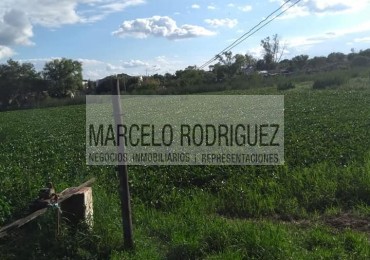 MARCELO RODRIGUEZ
NEGOCIOS INMOBILIARIOS Y REPRESENTACIONES